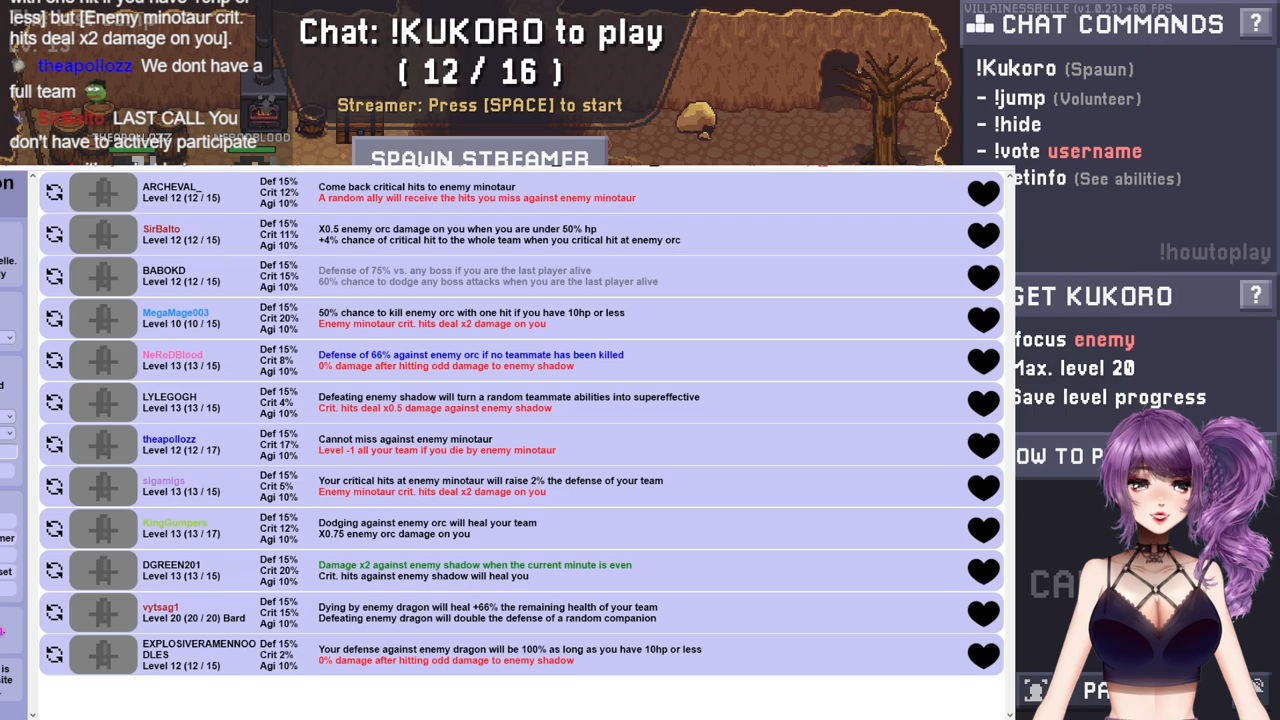 with one hit if you have 10hp or
less] but [Enemy minotaur crit.
hits deal x2 damage on you].
theapollozz We dont have a
full team
SirBalto LAST CALL You
don't have to actively participate
Chat: !KUKORO to play
( 12 / 16 )
Streamer: Press [SPACE] to start
SPAWN STREAMER
VILLAINESSBELLE (v1.0.23) +60 FPS
CHAT COMMANDS
?
!Kukoro (Spawn)
- !jump (Volunteer)
- !hide
- !vote username
etinfo (See abilities)
!howtoplay
GET KUKORO
?
focus enemy
Max. level 20
Save level progress
OW TO P
CA
PA
ARCHEVAL_
Level 12 (12 / 15)
Def 15%
Crit 12%
Agi 10%
Come back critical hits to enemy minotaur
A random ally will receive the hits you miss against enemy minotaur
SirBalto
Level 12 (12 / 15)
Def 15%
Crit 11%
Agi 10%
X0.5 enemy orc damage on you when you are under 50% hp
+4% chance of critical hit to the whole team when you critical hit at enemy orc
BABOKD
Level 12 (12 / 15)
Def 15%
Crit 15%
Agi 10%
Defense of 75% vs. any boss if you are the last player alive
60% chance to dodge any boss attacks when you are the last player alive
MegaMage003
Level 10 (10 / 15)
Def 15%
Crit 20%
Agi 10%
50% chance to kill enemy orc with one hit if you have 10hp or less
Enemy minotaur crit. hits deal x2 damage on you
NeRoDBlood
Level 13 (13 / 15)
Def 15%
Crit 8%
Agi 10%
Defense of 66% against enemy orc if no teammate has been killed
0% damage after hitting odd damage to enemy shadow
LYLEGOGH
Level 13 (13 / 15)
Def 15%
Crit 4%
Agi 10%
Defeating enemy shadow will turn a random teammate abilities into supereffective
Crit. hits deal x0.5 damage against enemy shadow
theapollozz
Level 12 (12 / 17)
Def 15%
Crit 17%
Agi 10%
Cannot miss against enemy minotaur
Level -1 all your team if you die by enemy minotaur
sigamigs
Level 13 (13 / 15)
Def 15%
Crit 5%
Agi 10%
Your critical hits at enemy minotaur will raise 2% the defense of your team
Enemy minotaur crit. hits deal x2 damage on you
KingGumpers
Level 13 (13 / 17)
Def 15%
Crit 12%
Agi 10%
Dodging against enemy orc will heal your team
X0.75 enemy orc damage on you
DGREEN201
Level 13 (13 / 15)
Def 15%
Crit 20%
Agi 10%
Damage x2 against enemy shadow when the current minute is even
Crit. hits against enemy shadow will heal you
vytsag1
Level 20 (20 / 20) Bard
Def 15%
Crit 15%
Agi 10%
Dying by enemy dragon will heal +66% the remaining health of your team
Defeating enemy dragon will double the defense of a random companion
EXPLOSIVERAMENNOO
DLES
Level 12 (12 / 15)
Def 15%
Crit 2%
Agi 10%
Your defense against enemy dragon will be 100% as long as you have 10hp or less
0% damage after hitting odd damage to enemy shadow